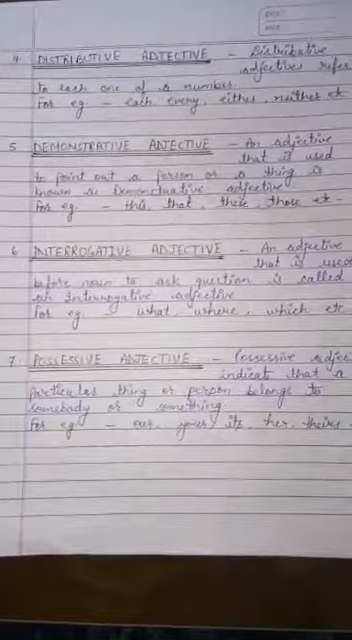 4. DISTRIBUTIVE ADJECTIVE - Distributive
adjectives refer
to each one of a number.
For eg - each, every, either, neither etc
5 DEMONSTRATIVE ADJECTIVE - An adjective
that is used
to point out a person or a thing is
known as Demonstrative adjective
For eg. - this, that, these, those etc -
6 INTERROGATIVE ADJECTIVE - An adjective
that is used
before noun to ask question is called
an Interrogative adjective
For eg - what, where, which etc
7. POSSESSIVE ADJECTIVE - Possessive adjec
indicate that a
particular thing or person belongs to
somebody or something
For eg - our, your, its, her, theirs